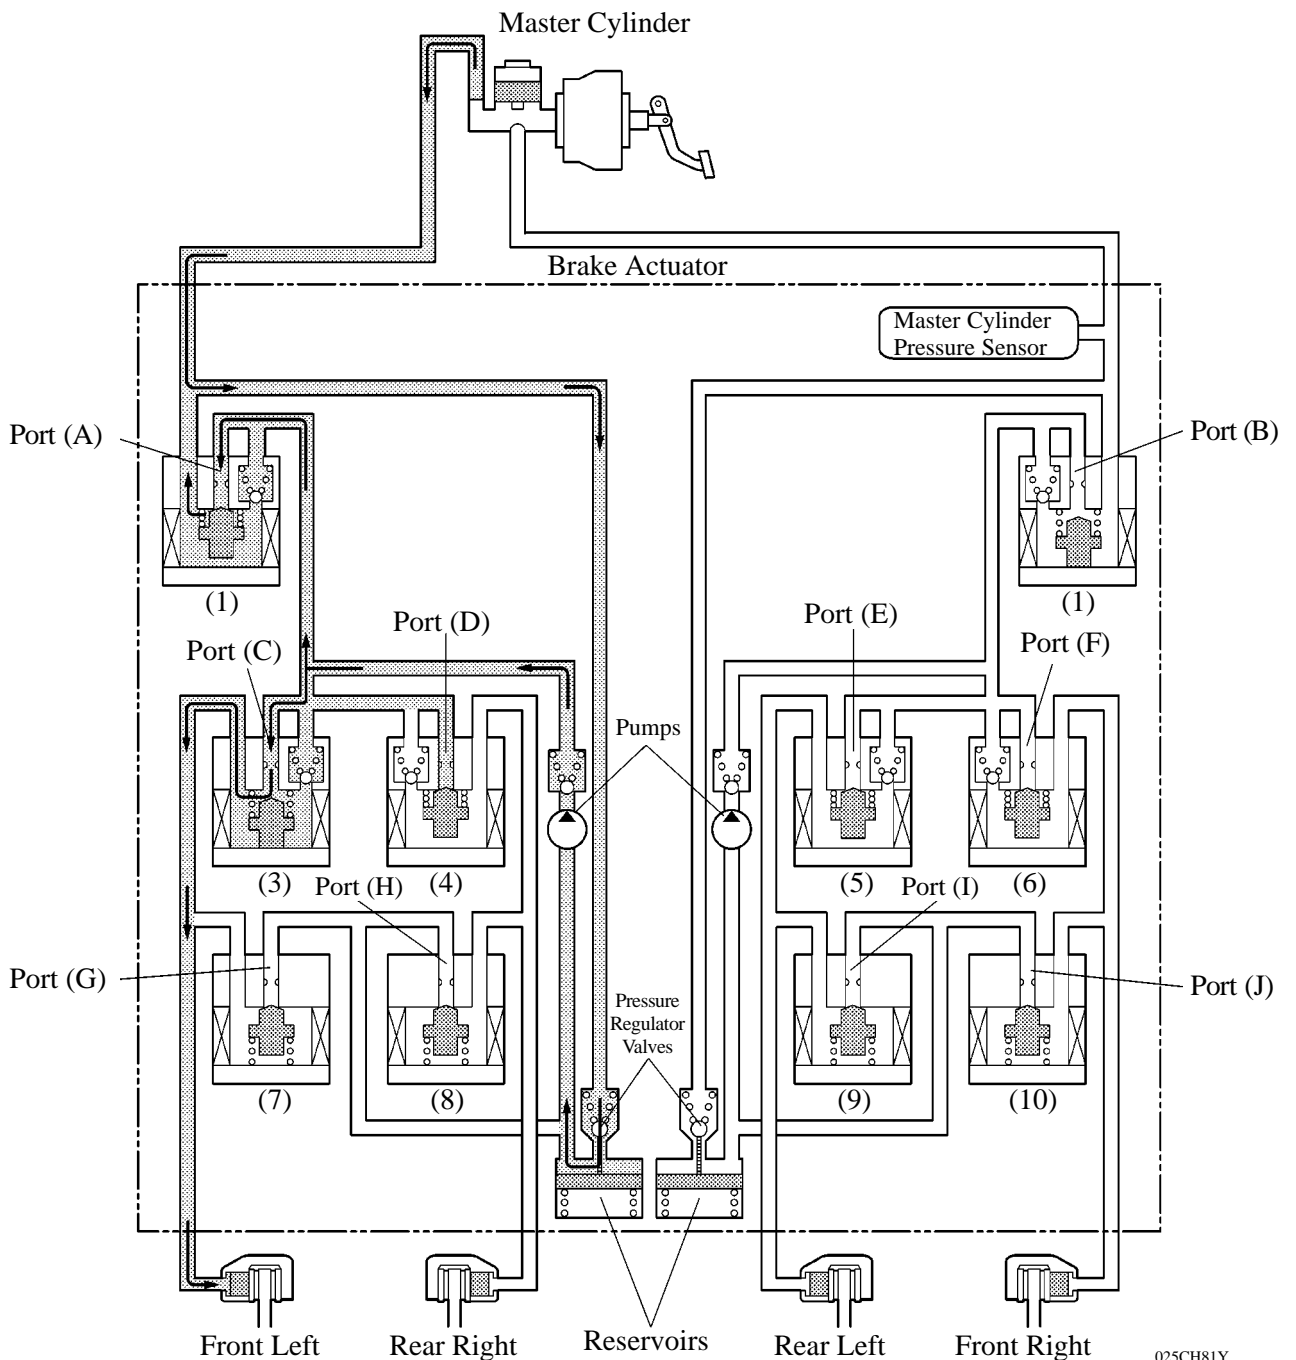 Master Cylinder
Brake Actuator
Master Cylinder
Pressure Sensor
Port (A)
Port (B)
(1)
(1)
Port (D)
Port (E)
Port (C)
Port (F)
Pumps
(3)
(4)
(5)
(6)
Port (H)
Port (I)
Port (G)
Port (J)
Pressure
Regulator
Valves
(7)
(8)
(9)
(10)
Front Left
Rear Right
Reservoirs
Rear Left
Front Right
025CH81Y